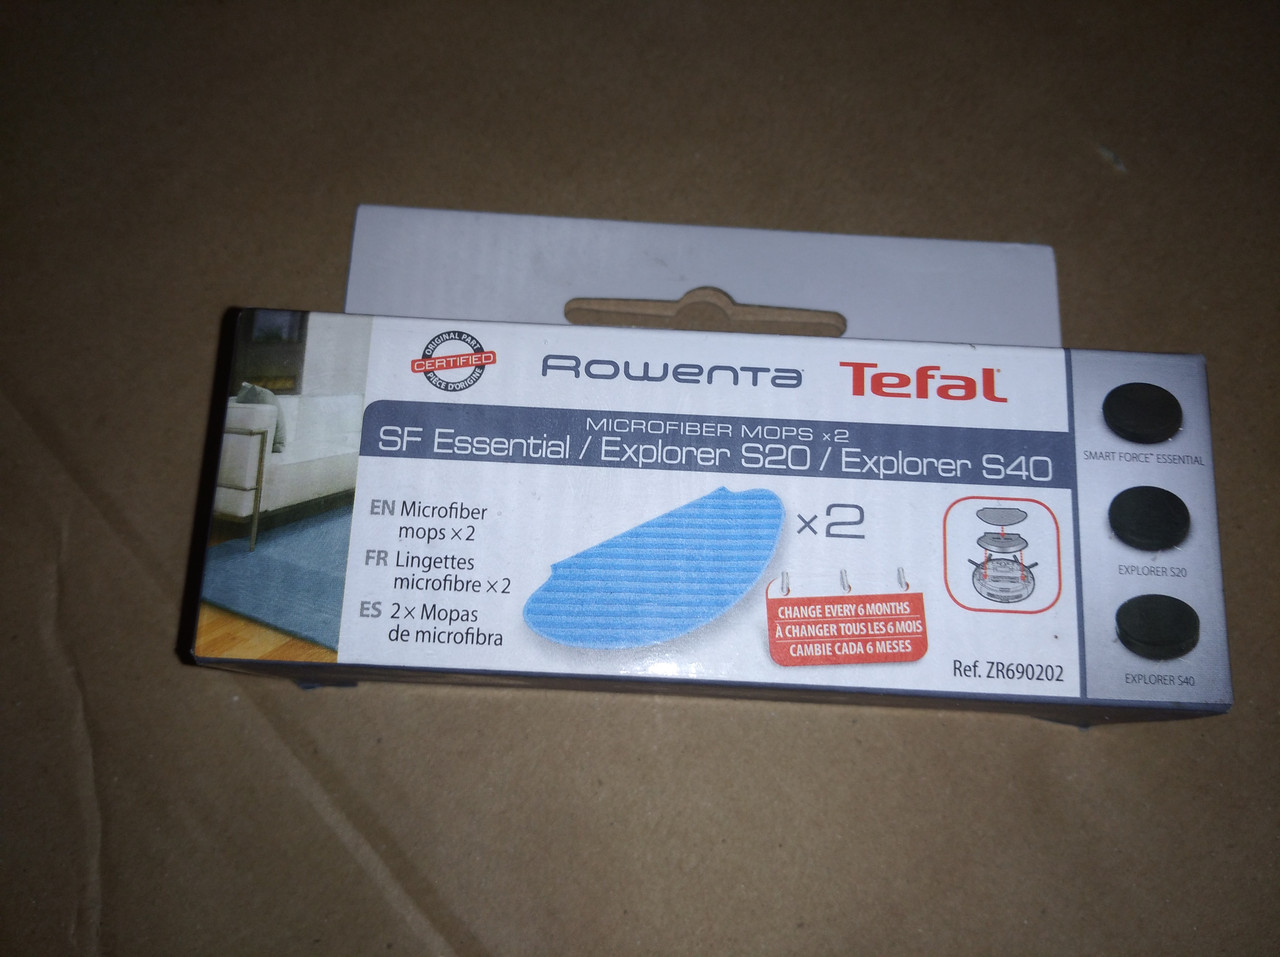 ORIGINAL PART
CERTIFIED
PIÈCE D'ORIGINE
Rowenta
Tefal
MICROFIBER MOPS x2
SF Essential / Explorer S20 / Explorer S40
EN Microfiber
mops x2
FR Lingettes
microfibre x2
ES 2x Mopas
de microfibra
x2
CHANGE EVERY 6 MONTHS
À CHANGER TOUS LES 6 MOIS
CAMBIE CADA 6 MESES
Ref. ZR690202
SMART FORCE™ ESSENTIAL
EXPLORER S20
EXPLORER S40